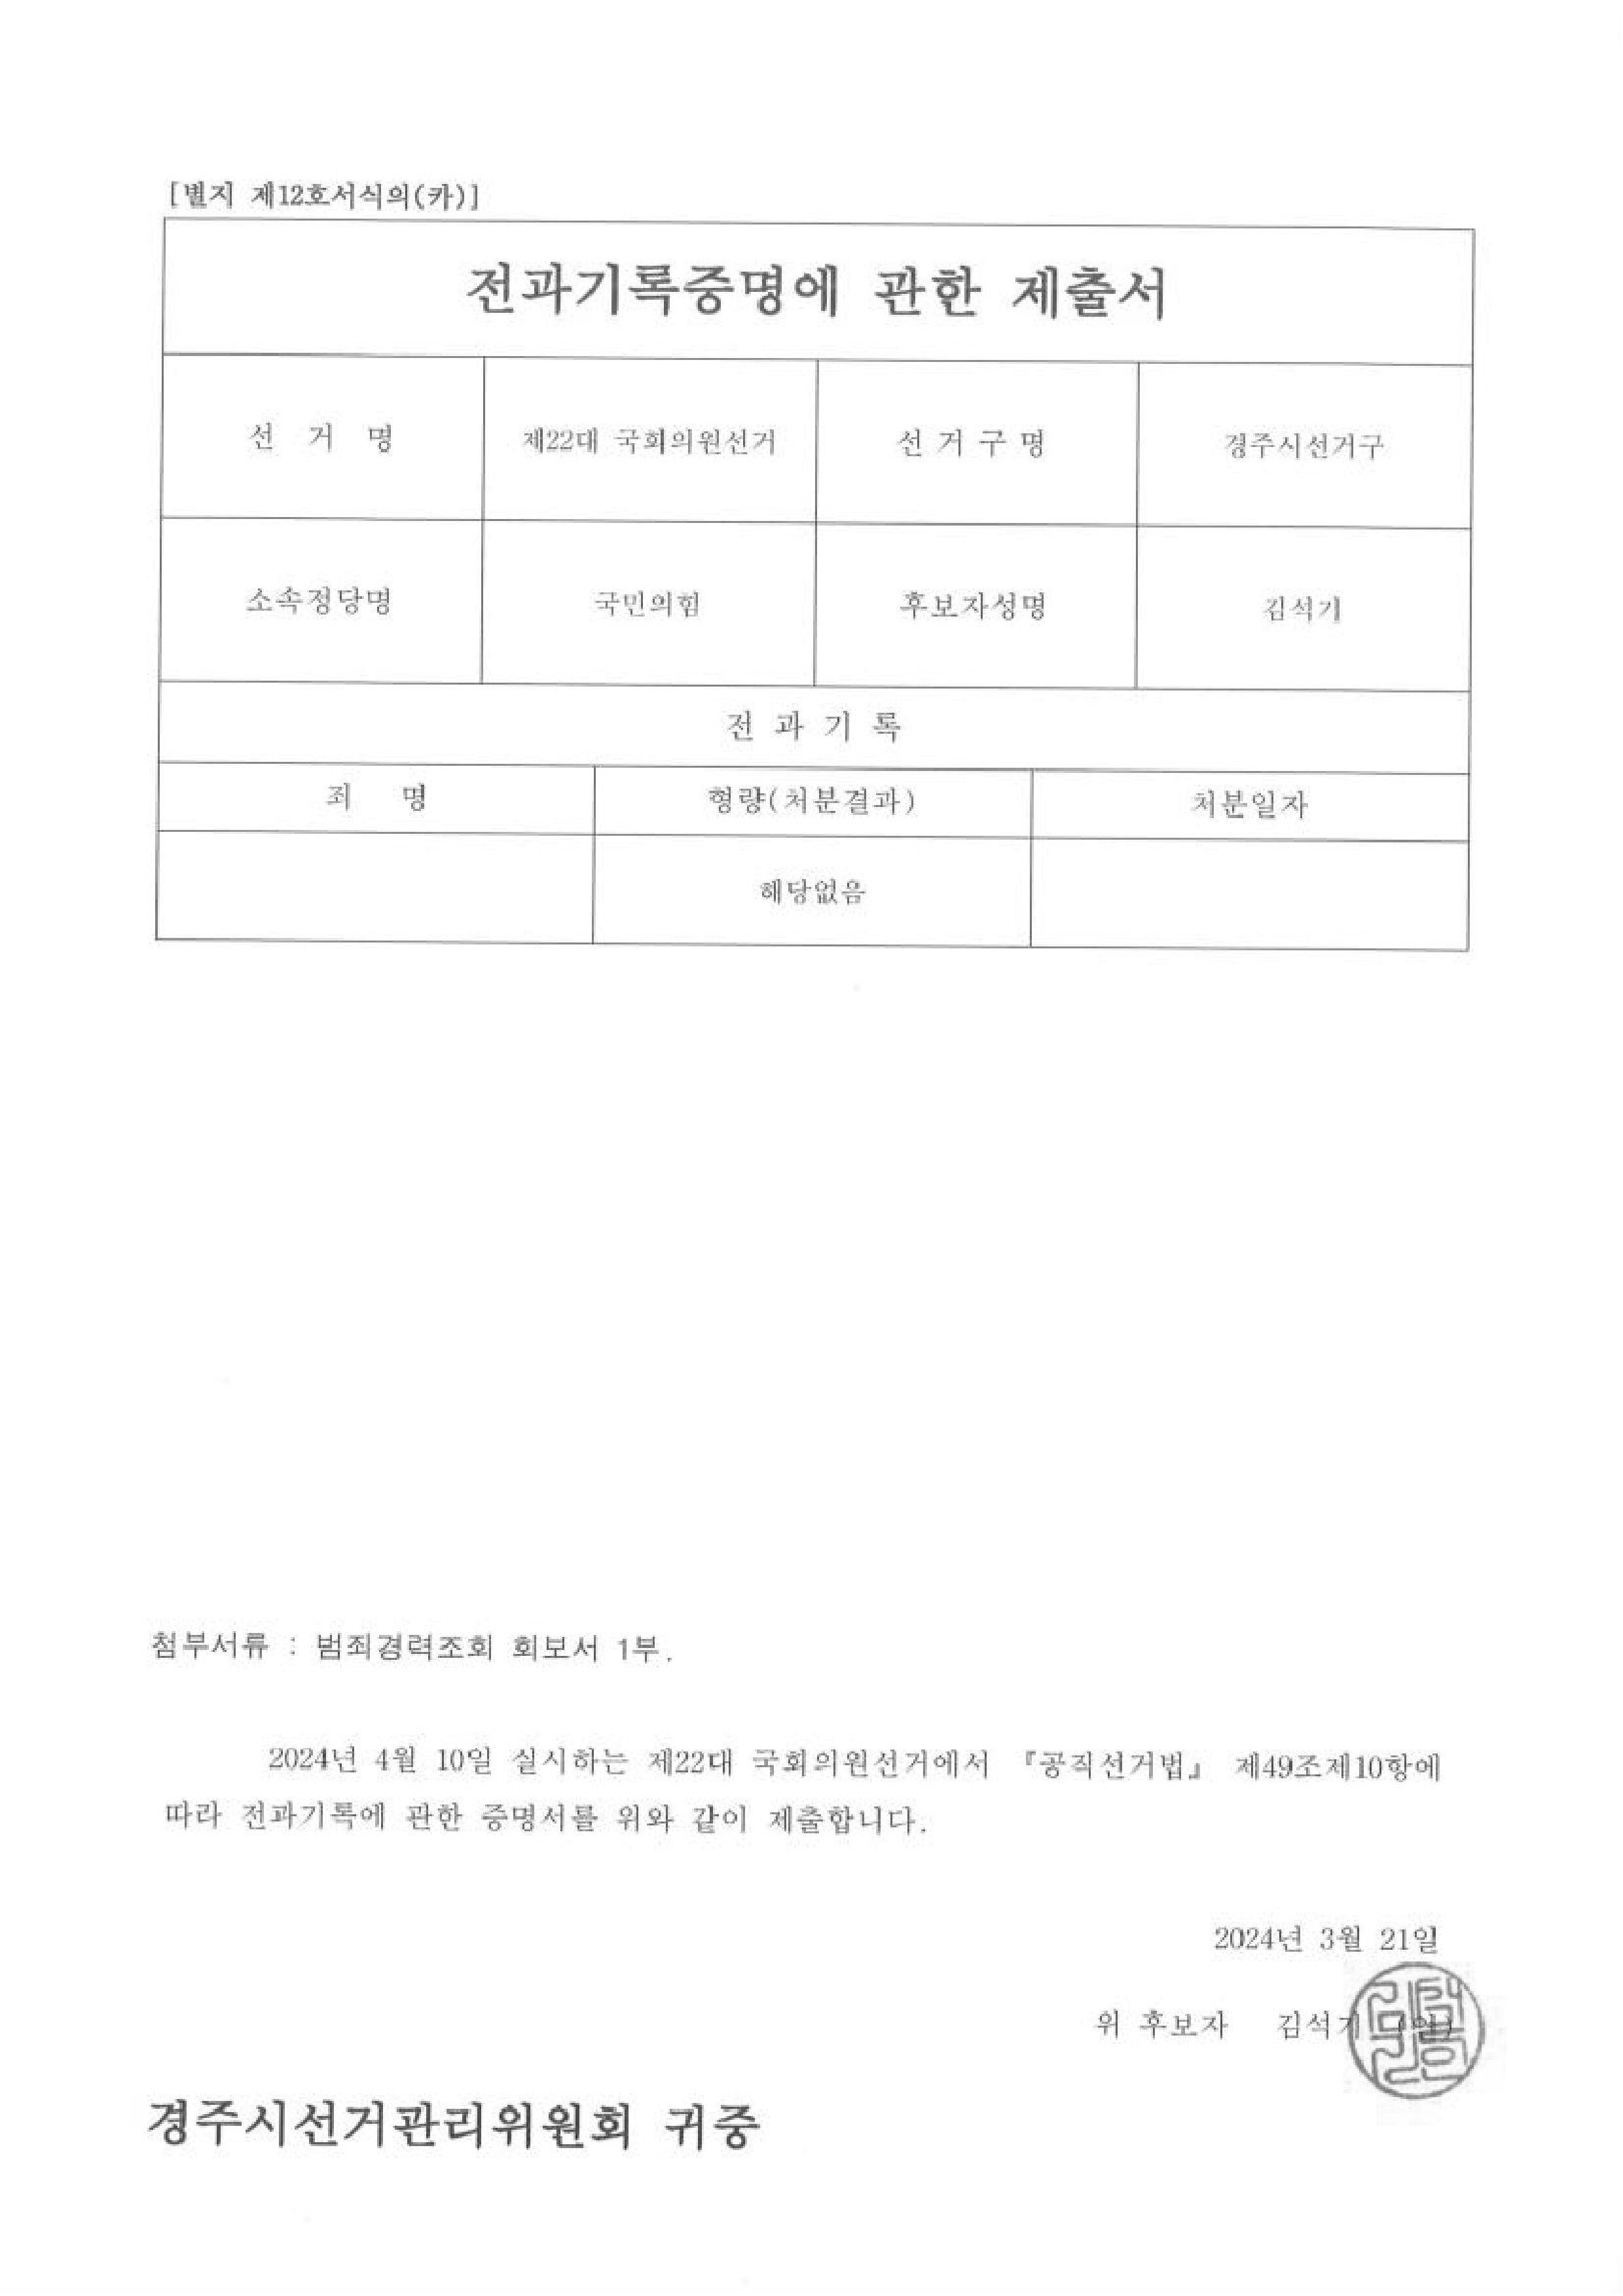 [별지 제12호서식의(카)]
전과기록증명에 관한 제출서
선 거 명 제22대 국회의원선거 선 거 구 명 경주시선거구
소속정당명 국민의힘 후보자성명 김석기
전 과 기 록
죄 명 형량(처분결과) 처분일자
해당없음
첨부서류 : 범죄경력조회 회보서 1부.
2024년 4월 10일 실시하는 제22대 국회의원선거에서 『공직선거법』 제49조제10항에
따라 전과기록에 관한 증명서를 위와 같이 제출합니다.
2024년 3월 21일
위 후보자 김석기 (인)
경주시선거관리위원회 귀중